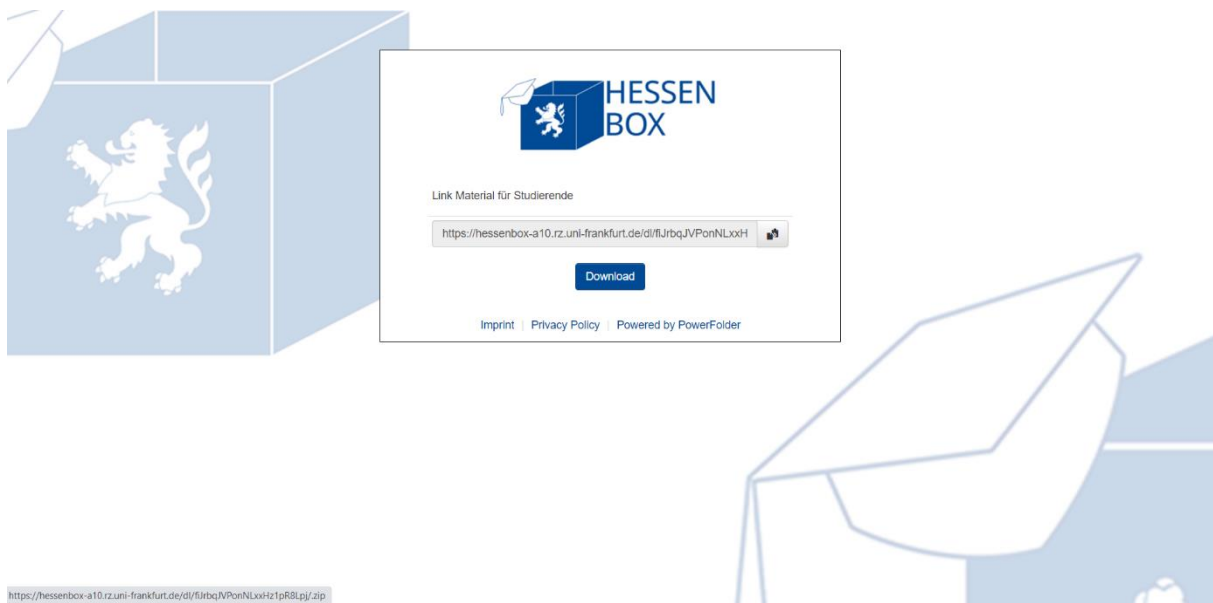 HESSEN
BOX
Link Material für Studierende
https://hessenbox-a10.rz.uni-frankfurt.de/dl/fiJrbqJVPonNLxxH
Download
Imprint | Privacy Policy | Powered by PowerFolder
https://hessenbox-a10.rz.uni-frankfurt.de/dl/fiJrbqJVPonNLxxHz1pR8Lpj/.zip